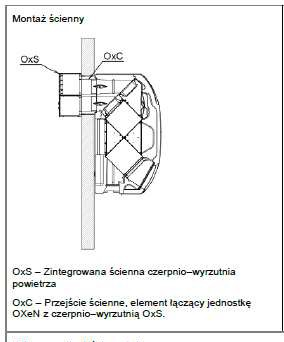 Montaż ścienny
OxS
OxC
OxS – Zintegrowana ścienna czerpnio–wyrzutnia
powietrza
OxC – Przejście ścienne, element łączący jednostkę
OXeN z czerpnio–wyrzutnią OxS.